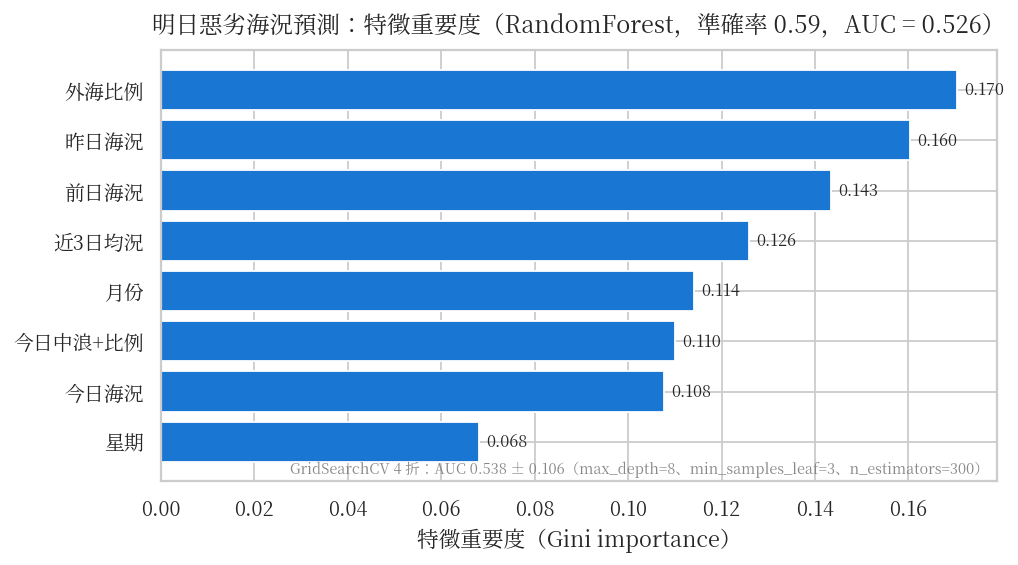 明日惡劣海況預測：特徵重要度（RandomForest，準確率 0.59，AUC = 0.526）
外海比例
0.170
昨日海況
0.160
前日海況
0.143
近3日均況
0.126
月份
0.114
今日中浪+比例
0.110
今日海況
0.108
星期
0.068
GridSearchCV 4 折：AUC 0.538 ± 0.106（max_depth=8、min_samples_leaf=3、n_estimators=300）
0.00 0.02 0.04 0.06 0.08 0.10 0.12 0.14 0.16
特徵重要度（Gini importance）